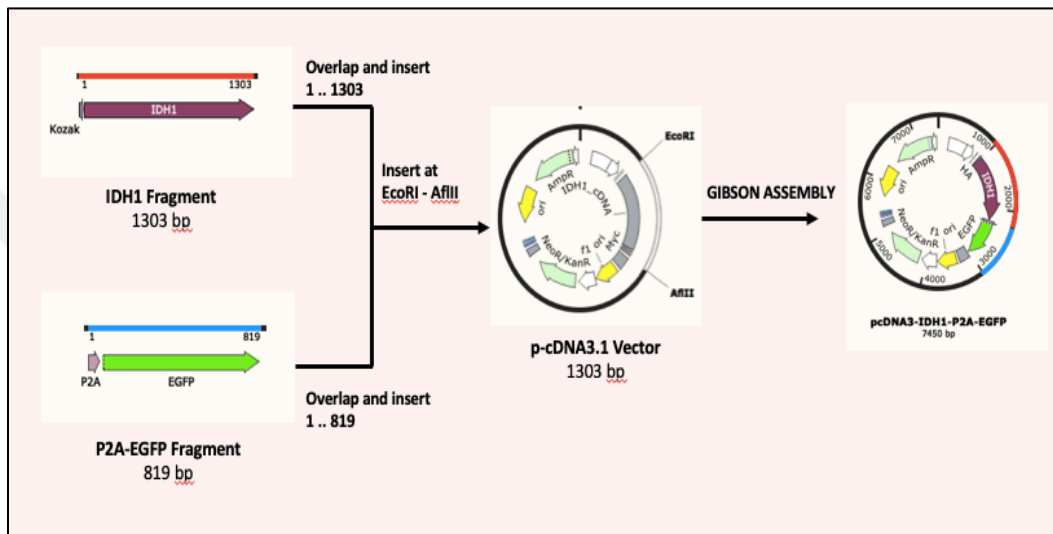 1
1303
IDH1
Kozak
IDH1 Fragment
1303 bp
Overlap and insert
1 .. 1303
1
819
P2A
EGFP
P2A-EGFP Fragment
819 bp
Overlap and insert
1 .. 819
Insert at
EcoRI - AflII
EcoRI
AmpR
IDH1_cDNA
ori
Myc
f1 ori
NeoR/KanR
AflII
p-cDNA3.1 Vector
1303 bp
GIBSON ASSEMBLY
7000
1000
AmpR
HA
6000
ori
IDH1
2000
f1 ori
EGFP
NeoR/KanR
5000
3000
4000
pcDNA3-IDH1-P2A-EGFP
7450 bp